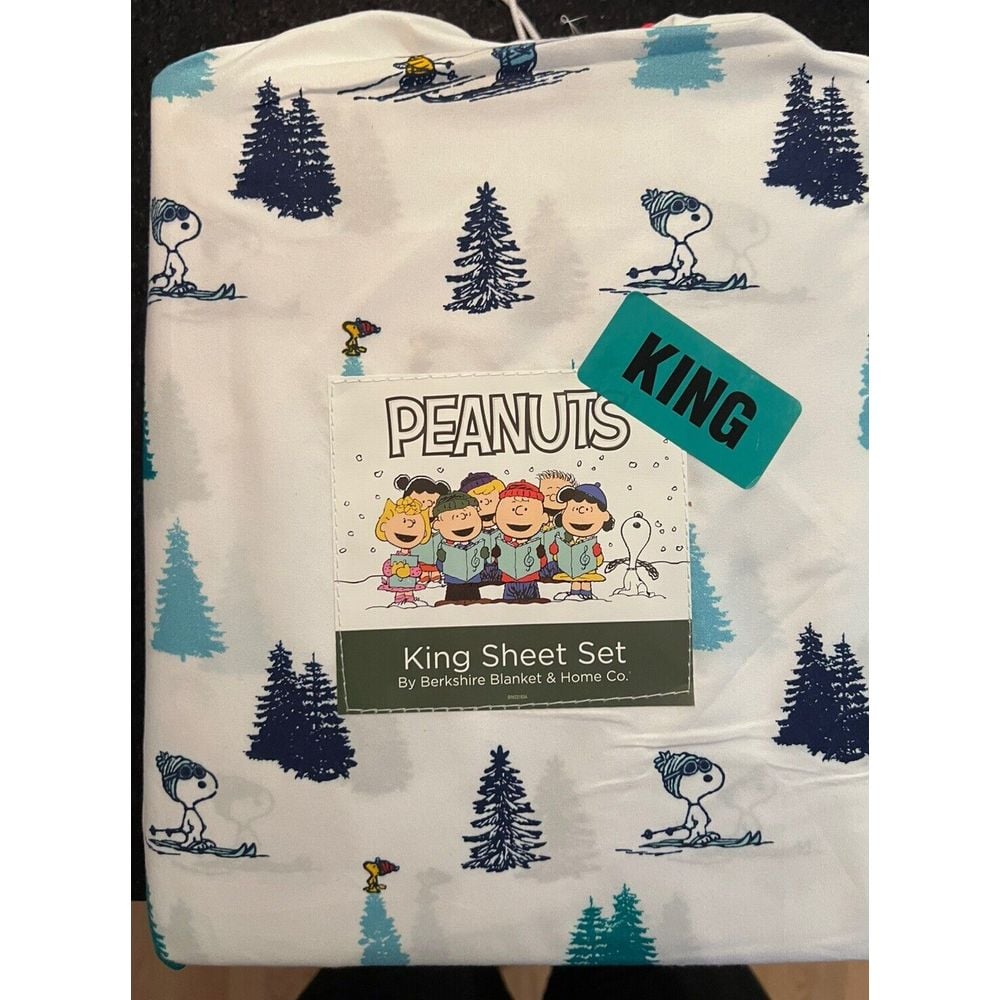 PEANUTS
KING
King Sheet Set
By Berkshire Blanket & Home Co.